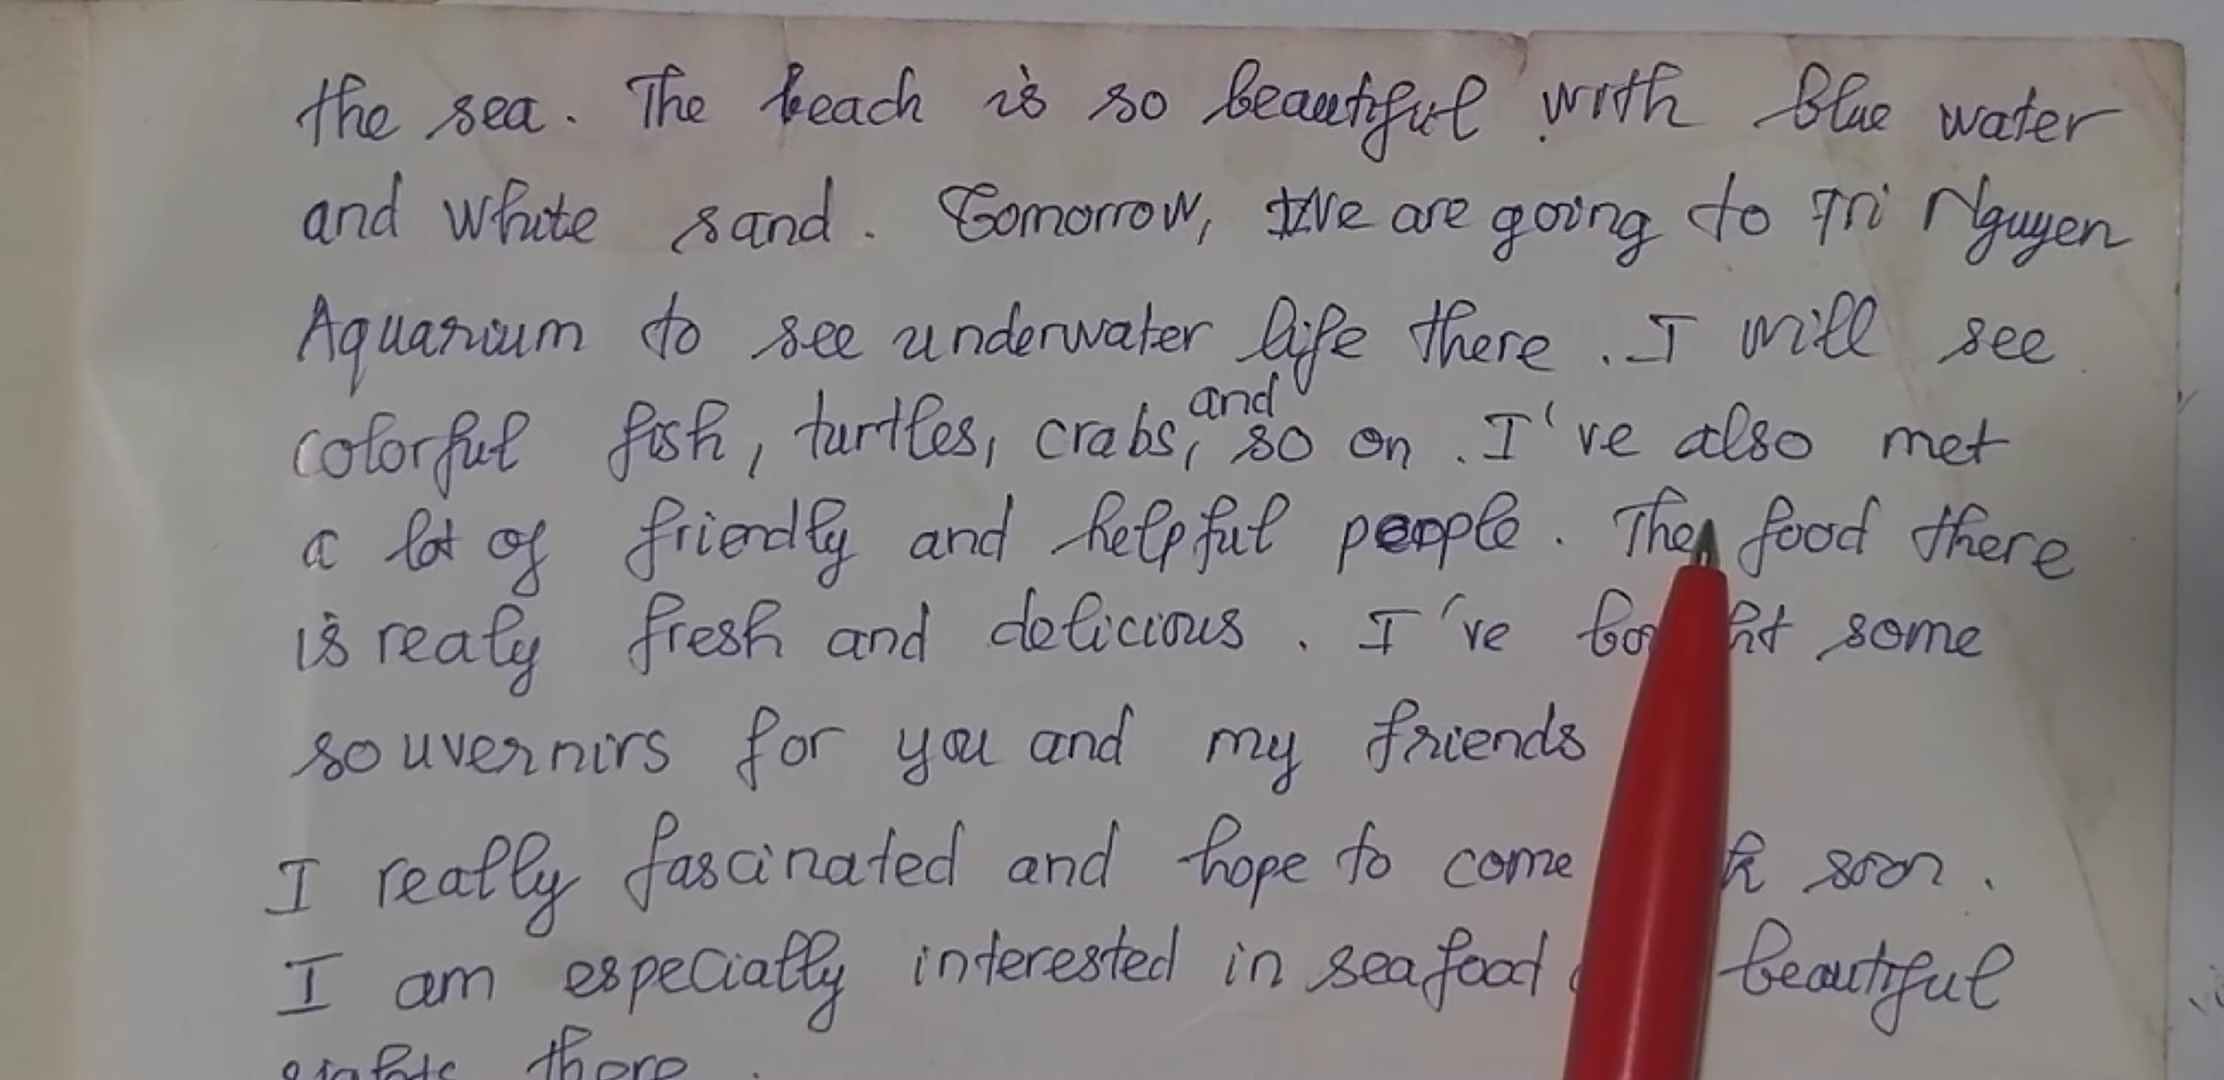 the sea. The beach is so beautiful with blue water
and white sand. Tomorrow, We are going to Tri Nguyen
Aquarium to see underwater life there. I will see
colorful fish, turtles, crabs, and so on. I've also met
a lot of friendly and helpful people. The food there
is realy fresh and delicious. I've some
souvernirs for you and my friends
I really fascinated and hope to come soon.
I am especially interested in seafood beautiful
there.